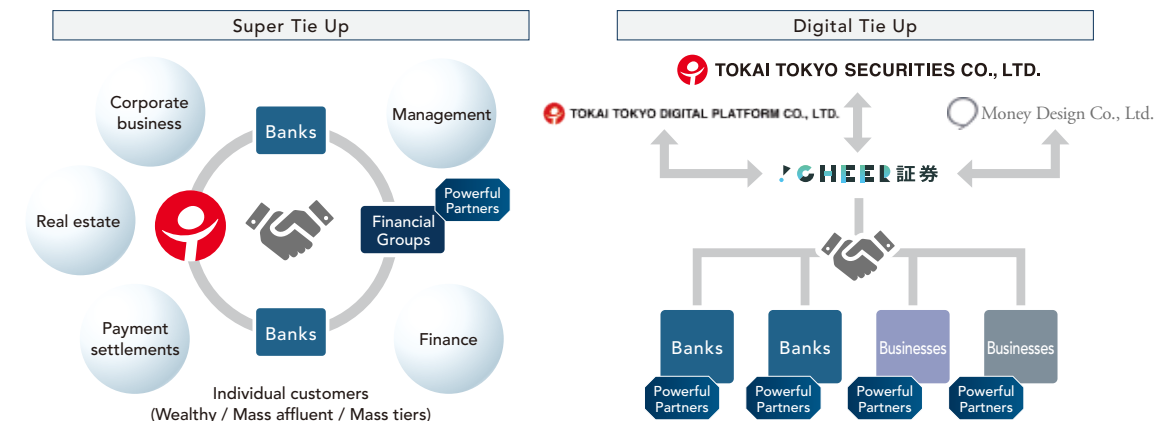 Super Tie Up
Corporate
business
Banks
Management
Real estate
Powerful
Partners
Financial
Groups
Payment
settlements
Banks
Finance
Individual customers
(Wealthy / Mass affluent / Mass tiers)
Digital Tie Up
TOKAI TOKYO SECURITIES CO., LTD.
TOKAI TOKYO DIGITAL PLATFORM CO., LTD.
Money Design Co., Ltd.
CHEER証券
Banks
Powerful
Partners
Banks
Powerful
Partners
Businesses
Powerful
Partners
Businesses
Powerful
Partners